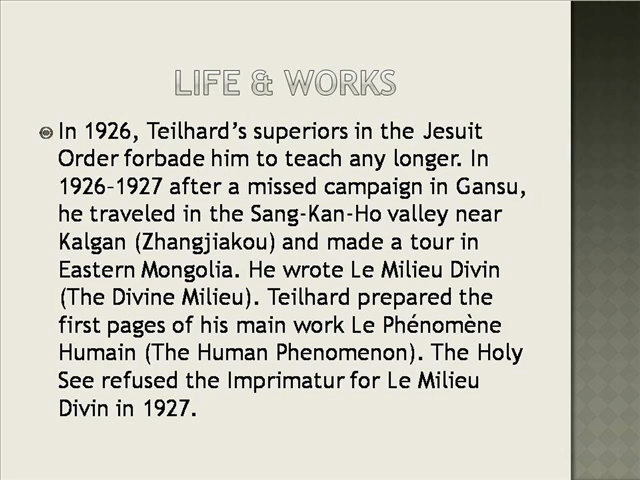 LIFE & WORKS
In 1926, Teilhard’s superiors in the Jesuit
Order forbade him to teach any longer. In
1926–1927 after a missed campaign in Gansu,
he traveled in the Sang-Kan-Ho valley near
Kalgan (Zhangjiakou) and made a tour in
Eastern Mongolia. He wrote Le Milieu Divin
(The Divine Milieu). Teilhard prepared the
first pages of his main work Le Phénomène
Humain (The Human Phenomenon). The Holy
See refused the Imprimatur for Le Milieu
Divin in 1927.